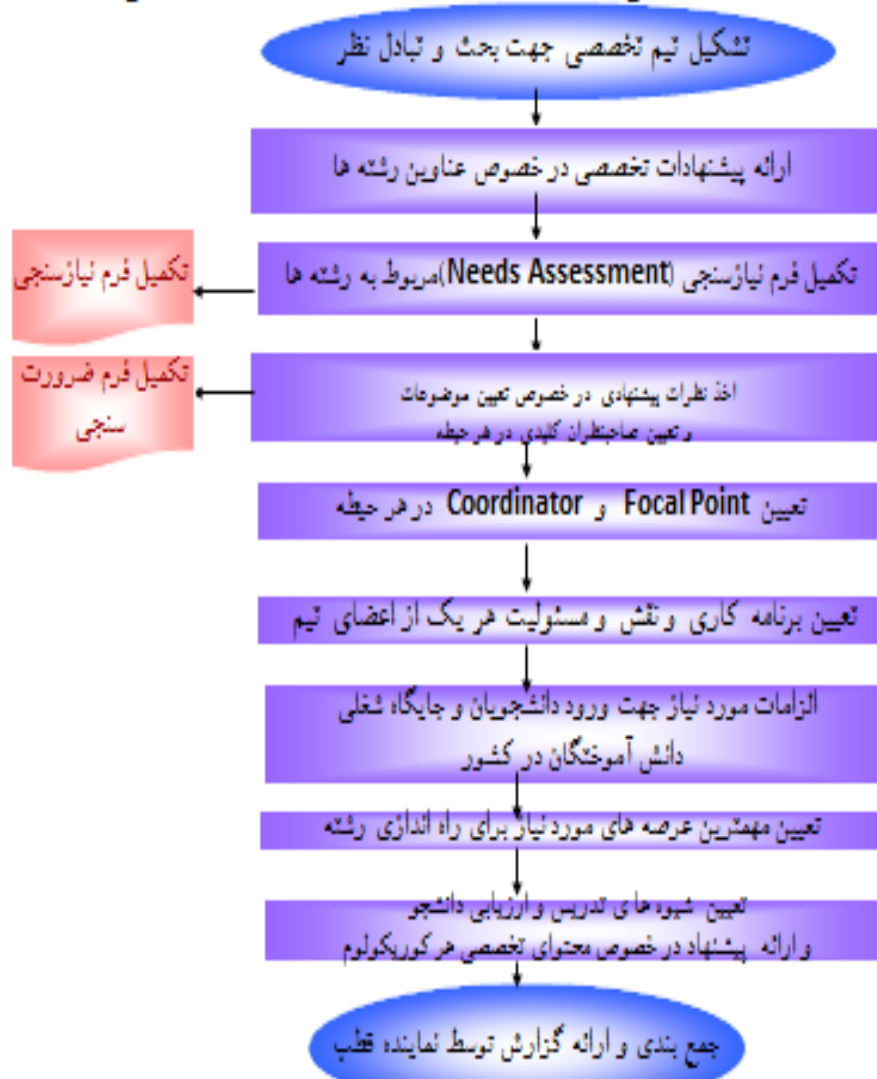 تشکیل تیم تخصصی جهت بحث و تبادل نظر
ارائه پیشنهادات تخصصی در خصوص عناوین رشته ها
تکمیل فرم نیازسنجی (Needs Assessment)مربوط به رشته ها
تکمیل فرم نیازسنجی
اخذ نظرات پیشنهادی در خصوص تعیین موضوعات
و تعیین صاحبنظران کلیدی در هر حیطه
تکمیل فرم ضرورت
سنجی
تعیین Focal Point و Coordinator در هر حیطه
تعیین برنامه کاری و نقش و مسئولیت هر یک از اعضای تیم
الزامات مورد نیاز جهت ورود دانشجویان و جایگاه شغلی
دانش آموختگان در کشور
تعیین مهمترین عرصه های مورد نیاز برای راه اندازی رشته
تعیین شیوه ها ی تدریس و ارزیابی دانشجو
و ارائه پیشنهاد در خصوص محتوای تخصصی هر کوریکولوم
جمع بندی و ارائه گزارش توسط نماینده قطب